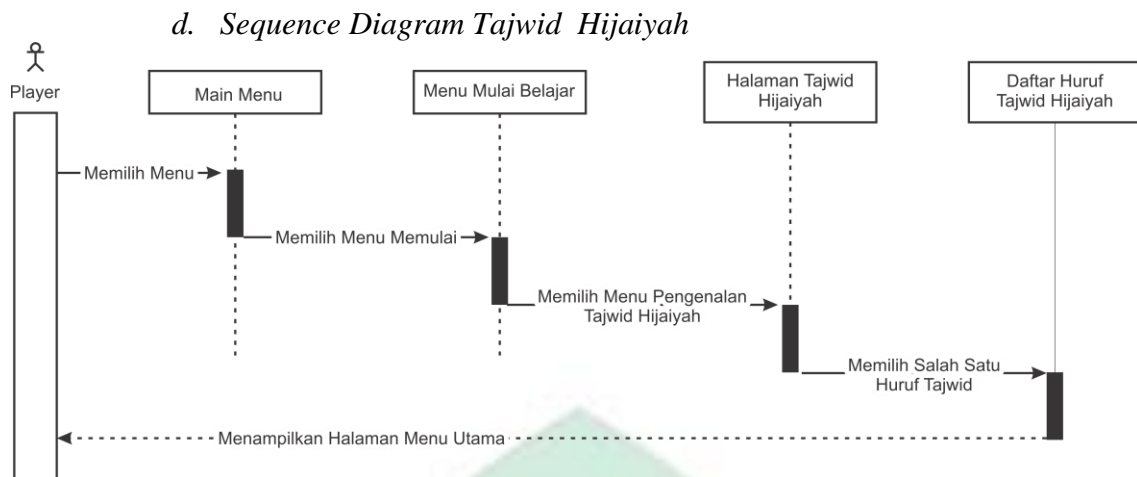 d. Sequence Diagram Tajwid Hijaiyah
Player
Main Menu
Menu Mulai Belajar
Halaman Tajwid
Hijaiyah
Daftar Huruf
Tajwid Hijaiyah
Memilih Menu
Memilih Menu Memulai
Memilih Menu Pengenalan
Tajwid Hijaiyah
Memilih Salah Satu
Huruf Tajwid
Menampilkan Halaman Menu Utama